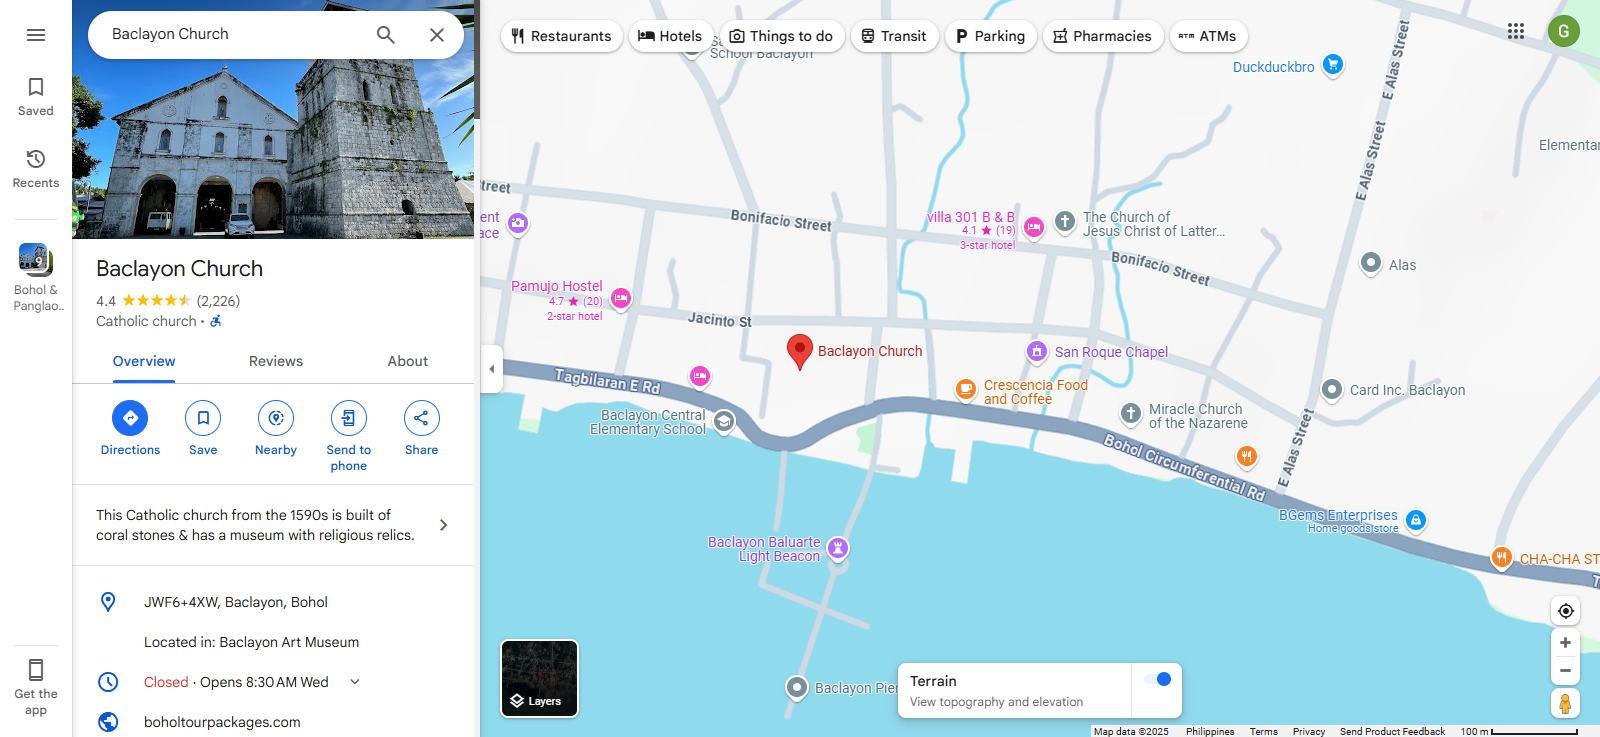 Baclayon Church
Restaurants
Hotels
Things to do
Transit
Parking
Pharmacies
ATMs
G
Saved
Recents
9
Bohol &
Panglao..
Get the
app
Baclayon Church
4.4 (2,226)
Catholic church ·
Overview
Reviews
About
Directions
Save
Nearby
Send to
phone
Share
This Catholic church from the 1590s is built of
coral stones & has a museum with religious relics.
JWF6+4XW, Baclayon, Bohol
Located in: Baclayon Art Museum
Closed · Opens 8:30 AM Wed
boholtourpackages.com
School Baclayon
Duckduckbro
E Alas Street
E Alas Street
Elementar
Street
ent
ace
Bonifacio Street
villa 301 B & B
4.1 ★ (19)
3-star hotel
The Church of
Jesus Christ of Latter...
Bonifacio Street
Alas
Pamujo Hostel
4.7 ★ (20)
2-star hotel
Jacinto St
Baclayon Church
San Roque Chapel
Tagbilaran E Rd
Crescencia Food
and Coffee
Card Inc. Baclayon
Baclayon Central
Elementary School
Miracle Church
of the Nazarene
Bohol Circumferential Rd
E Alas Street
BGems Enterprises
Home goods store
Baclayon Baluarte
Light Beacon
CHA-CHA ST
T
Baclayon Pier
Layers
Terrain
View topography and elevation
Map data ©2025
Philippines
Terms
Privacy
Send Product Feedback
100 m